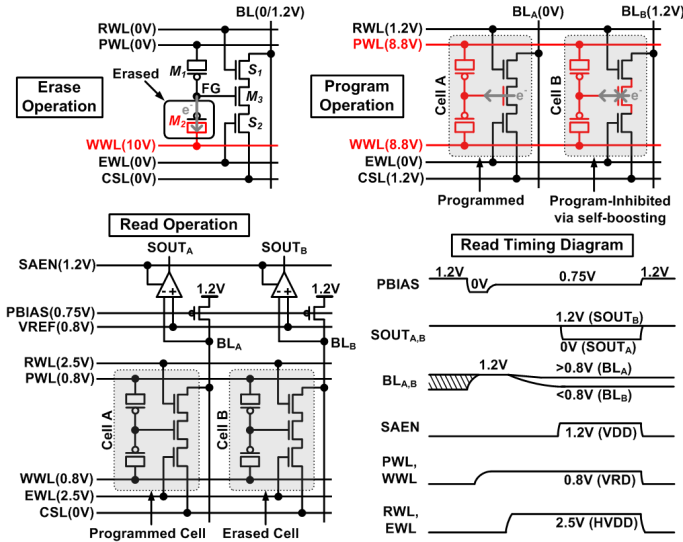 BL(0/1.2V)
RWL(0V)
PWL(0V)
M1
S1
FG
M3
Erase
Operation
Erased
e-
M2
S2
WWL(10V)
EWL(0V)
CSL(0V)
BLA(0V)
BLB(1.2V)
RWL(1.2V)
PWL(8.8V)
Cell A
Cell B
Program
Operation
e-
e-
WWL(8.8V)
EWL(0V)
CSL(1.2V)
Programmed
Program-Inhibited
via self-boosting
Read Operation
SOUTA
SOUTB
SAEN(1.2V)
1.2V
1.2V
- +
- +
PBIAS(0.75V)
VREF(0.8V)
BLA
BLB
RWL(2.5V)
PWL(0.8V)
Cell A
Cell B
WWL(0.8V)
EWL(2.5V)
CSL(0V)
Programmed Cell
Erased Cell
Read Timing Diagram
PBIAS
1.2V
0V
0.75V
1.2V
SOUTA,B
1.2V (SOUTB)
0V (SOUTA)
BLA,B
1.2V
>0.8V (BLA)
<0.8V (BLB)
SAEN
1.2V (VDD)
PWL,
WWL
0.8V (VRD)
RWL,
EWL
2.5V (HVDD)